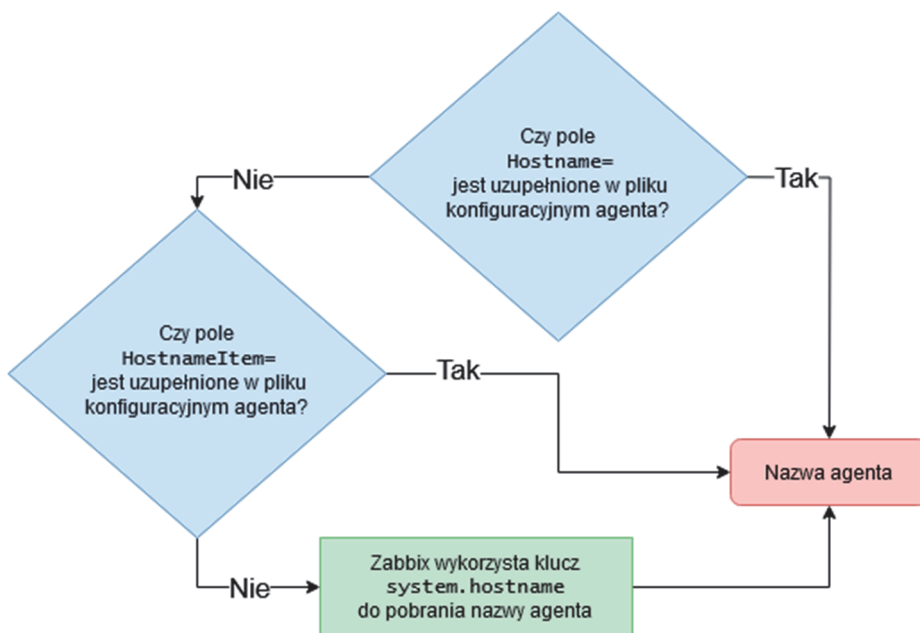 Czy pole
Hostname=
jest uzupełnione w pliku
konfiguracyjnym agenta?
Nie
Tak
Czy pole
HostnameItem=
jest uzupełnione w pliku
konfiguracyjnym agenta?
Tak
Nazwa agenta
Nie
Zabbix wykorzysta klucz
system.hostname
do pobrania nazwy agenta